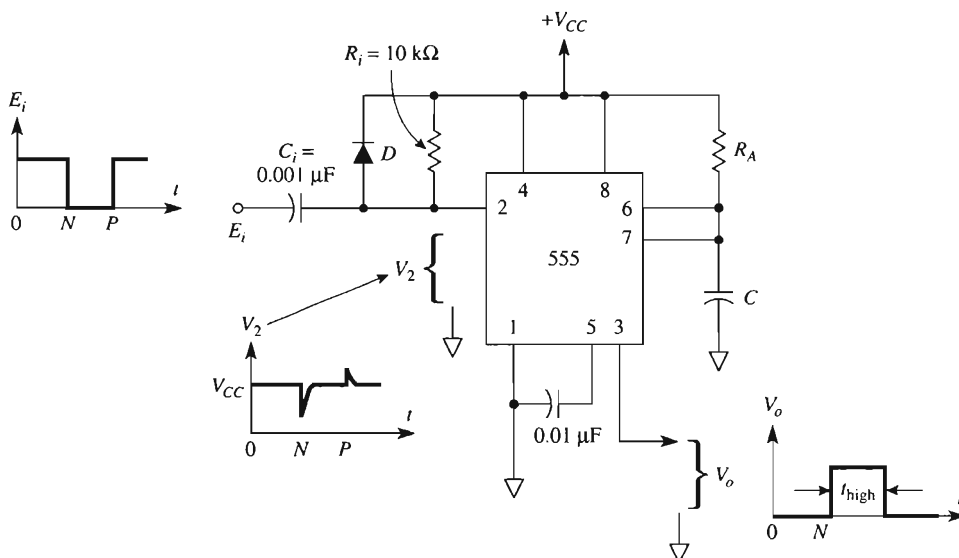 +V_CC
R_i = 10 kΩ
E_i
t
0 N P
C_i =
0.001 µF
D
R_A
4 8
2
6
7
E_i
555
V_2
C
1 5 3
V_2
V_CC
t
0 N P
0.01 µF
V_o
V_o
t_high
0 N